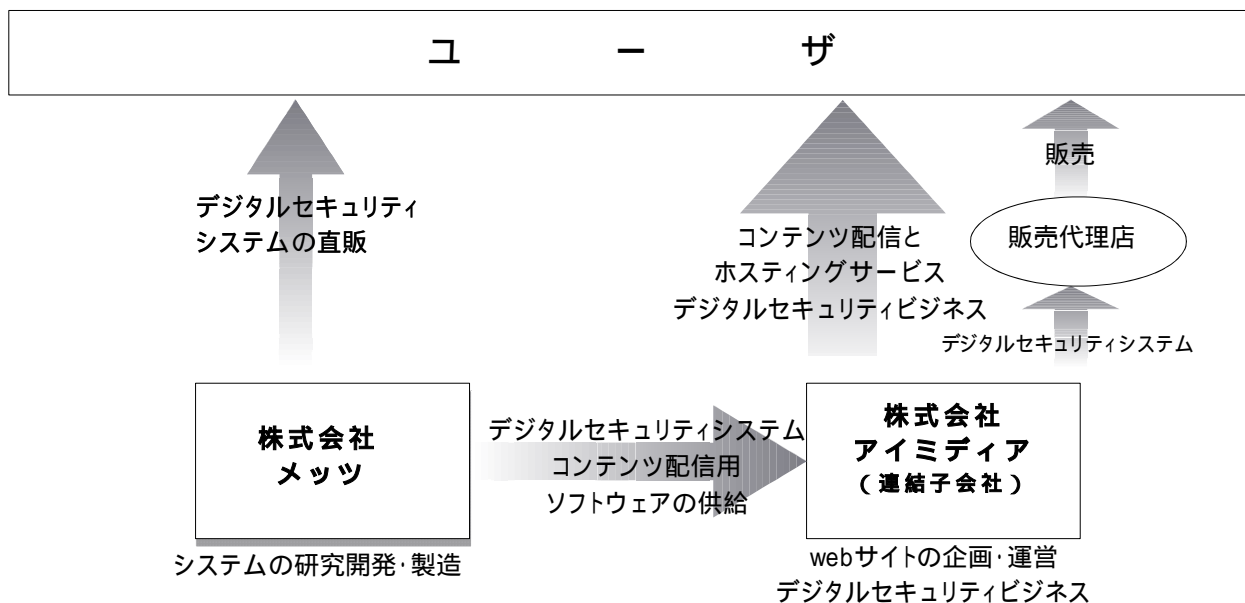 ユーザ
販売
デジタルセキュリティ
システムの直販
コンテンツ配信と
ホスティングサービス
デジタルセキュリティビジネス
販売代理店
デジタルセキュリティシステム
株式会社
メッツ
デジタルセキュリティシステム
コンテンツ配信用
ソフトウェアの供給
株式会社
アイミディア
(連結子会社)
システムの研究開発・製造
webサイトの企画・運営
デジタルセキュリティビジネス